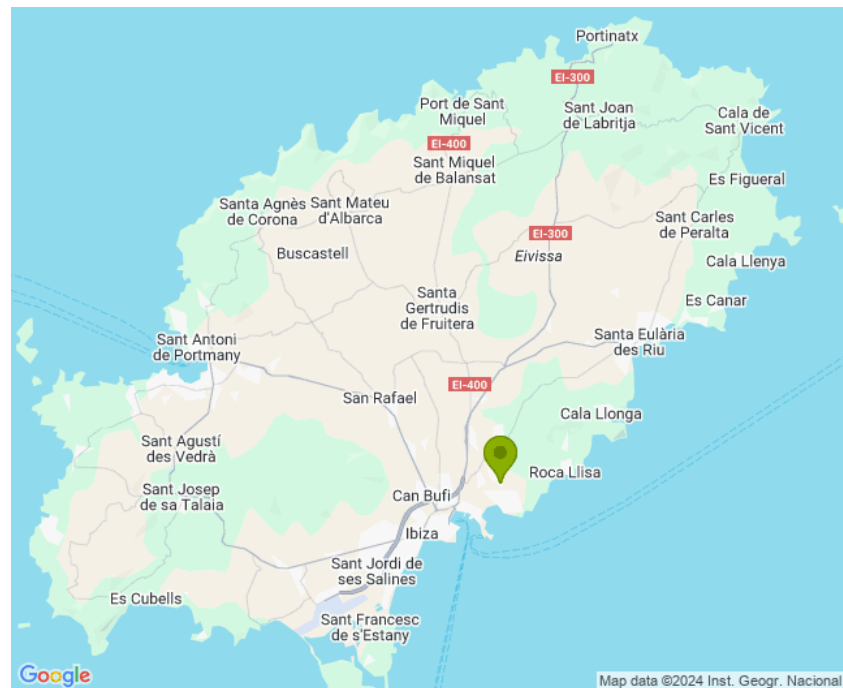 Portinatx
EI-300
Port de Sant
Miquel
Sant Joan
de Labritja
Cala de
Sant Vicent
EI-400
Sant Miquel
de Balansat
Es Figueral
Santa Agnès
de Corona
Sant Mateu
d'Albarca
Sant Carles
de Peralta
EI-300
Buscastell
Eivissa
Cala Llenya
Santa
Gertrudis
de Fruitera
Es Canar
Sant Antoni
de Portmany
Santa Eulària
des Riu
EI-400
San Rafael
Cala Llonga
Sant Agustí
des Vedrà
Roca Llisa
Sant Josep
de sa Talaia
Can Bufi
Ibiza
Sant Jordi de
ses Salines
Es Cubells
Sant Francesc
de s'Estany
Google
Map data ©2024 Inst. Geogr. Nacional